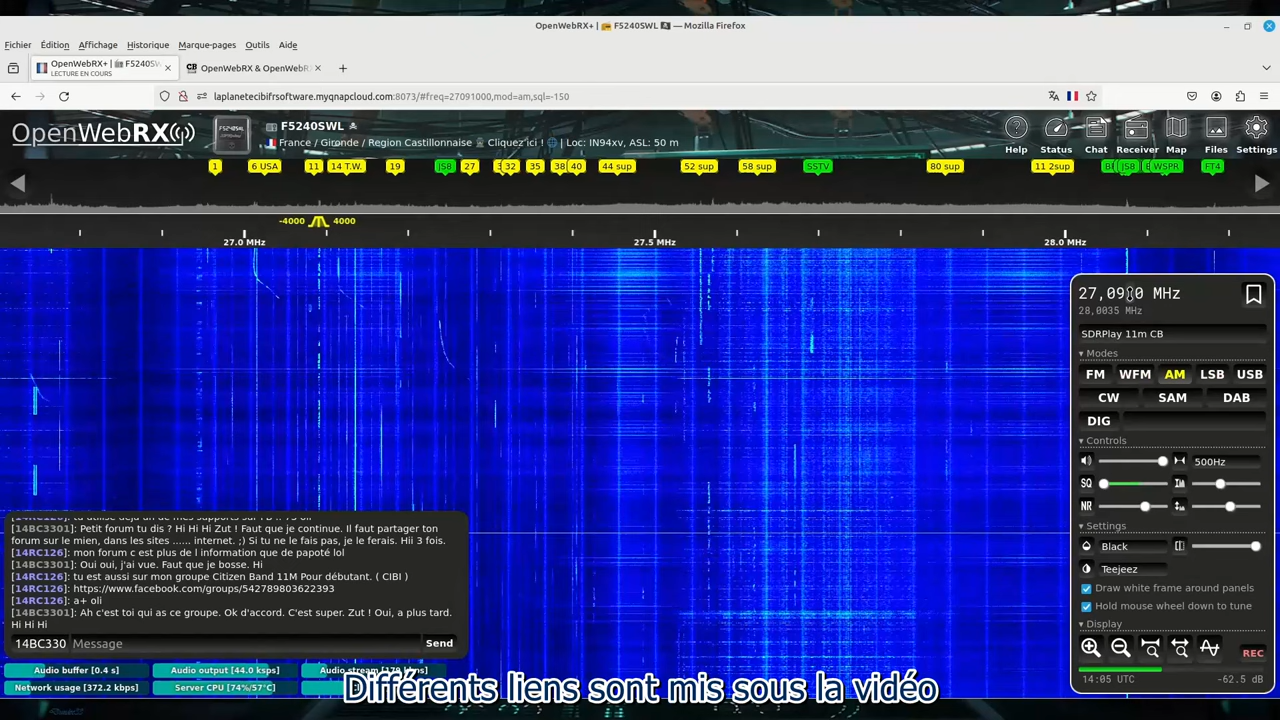 OpenWebRX+ | F5240SWL — Mozilla Firefox
Fichier Édition Affichage Historique Marque-pages Outils Aide
OpenWebRX+ | F5240SW
LECTURE EN COURS
OpenWebRX & OpenWebR
laplanetecibifrsoftware.myqnapcloud.com:8073/#freq=27091000,mod=am,sql=-150
OpenWebRX
F5240SWL
F5240SWL
France / Gironde / Region Castillonnaise Cliquez ici ! | Loc: IN94xv, ASL: 50 m
Help Status Chat Receiver Map Files Settings
1 6 USA 11 14 T.W. 19 JS8 27 32 35 38 40 44 sup 52 sup 58 sup SSTV 80 sup 11 2sup JS8 WSPR FT4
-4000 4000
27.0 MHz 27.5 MHz 28.0 MHz
27,0910 MHz
28,0035 MHz
SDRPlay 11m CB
Modes
FM WFM AM LSB USB
CW SAM DAB
DIG
Controls
500Hz
SQ
NR
Settings
Black
Teejeez
Draw white frame around panels
Hold mouse wheel down to tune
Display
REC
14:05 UTC -62.5 dB
[14BC3301]: Petit forum tu dis ? Hi Hi Hi Zut ! Faut que je continue. Il faut partager ton
forum sur le mien, dans les sites ...... internet. ;) Si tu ne le fais pas, je le ferais. Hii 3 fois.
[14RC126]: mon forum c est plus de l information que de papoté lol
[14BC3301]: Oui oui, j'ai vue. Faut que je bosse. Hi
[14RC126]: tu est aussi sur mon groupe Citizen Band 11M Pour débutant. ( CIBI )
[14RC126]: https://www.facebook.com/groups/542789803622393
[14RC126]: a+ oli
[14BC3301]: Ah c'est toi qui as ce groupe. Ok d'accord. C'est super. Zut ! Oui, a plus tard.
Hi Hi Hi
14BC330 Message Send
Audio buffer [0.4 s] Audio output [44.0 ksps] Audio stream
Network usage [372.2 kbps] Server CPU [74%/57°C]
Différents liens sont mis sous la vidéo